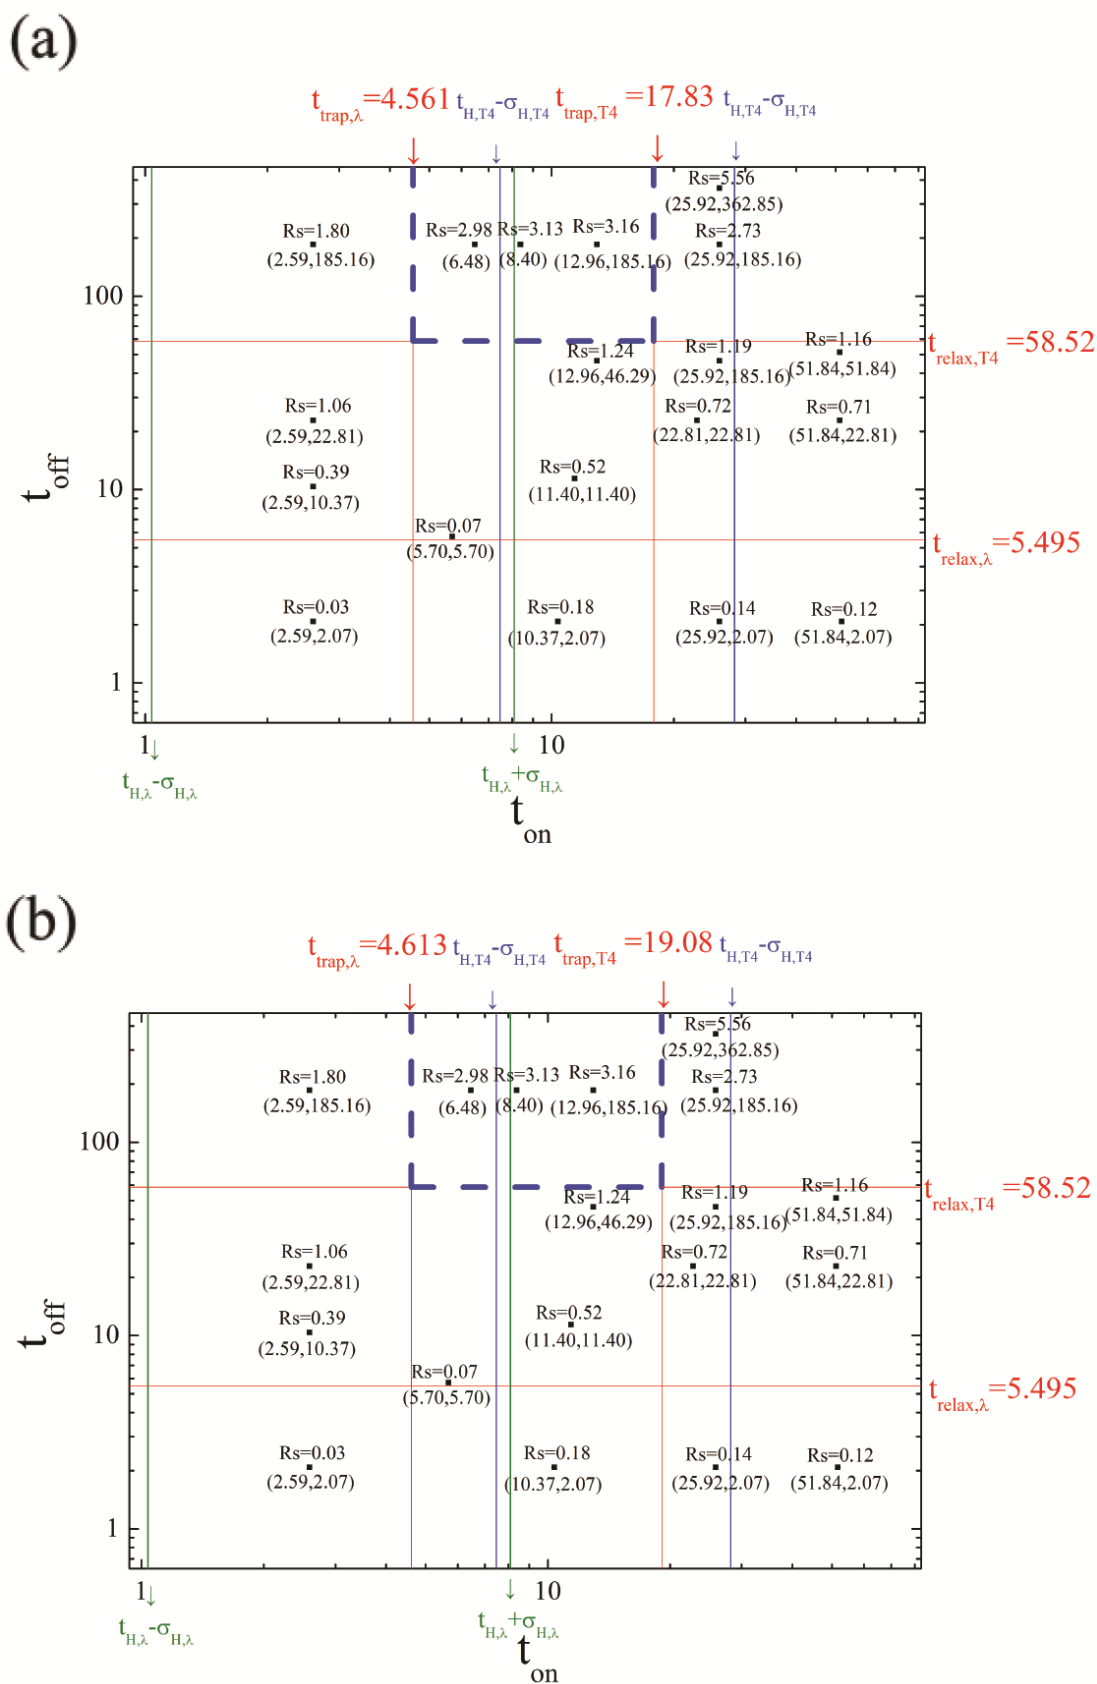 (a)
t_trap,λ=4.561 t_H,T4-σ_H,T4 t_trap,T4=17.83 t_H,T4-σ_H,T4
Rs=5.56
(25.92,362.85)
Rs=1.80 Rs=2.98 Rs=3.13 Rs=3.16 Rs=2.73
(2.59,185.16) (6.48) (8.40) (12.96,185.16) (25.92,185.16)
100
Rs=1.24 Rs=1.19 Rs=1.16 t_relax,T4=58.52
(12.96,46.29) (25.92,185.16) (51.84,51.84)
Rs=1.06 Rs=0.72 Rs=0.71
(2.59,22.81) (22.81,22.81) (51.84,22.81)
Rs=0.39 Rs=0.52
(2.59,10.37) (11.40,11.40)
t_off 10
Rs=0.07 t_relax,λ=5.495
(5.70,5.70)
Rs=0.03 Rs=0.18 Rs=0.14 Rs=0.12
(2.59,2.07) (10.37,2.07) (25.92,2.07) (51.84,2.07)
1
1 10
t_H,λ-σ_H,λ t_H,λ+σ_H,λ
t_on
(b)
t_trap,λ=4.613 t_H,T4-σ_H,T4 t_trap,T4=19.08 t_H,T4-σ_H,T4
Rs=5.56
(25.92,362.85)
Rs=1.80 Rs=2.98 Rs=3.13 Rs=3.16 Rs=2.73
(2.59,185.16) (6.48) (8.40) (12.96,185.16) (25.92,185.16)
100
Rs=1.24 Rs=1.19 Rs=1.16 t_relax,T4=58.52
(12.96,46.29) (25.92,185.16) (51.84,51.84)
Rs=1.06 Rs=0.72 Rs=0.71
(2.59,22.81) (22.81,22.81) (51.84,22.81)
Rs=0.39 Rs=0.52
(2.59,10.37) (11.40,11.40)
t_off 10
Rs=0.07 t_relax,λ=5.495
(5.70,5.70)
Rs=0.03 Rs=0.18 Rs=0.14 Rs=0.12
(2.59,2.07) (10.37,2.07) (25.92,2.07) (51.84,2.07)
1
1 10
t_H,λ-σ_H,λ t_H,λ+σ_H,λ
t_on